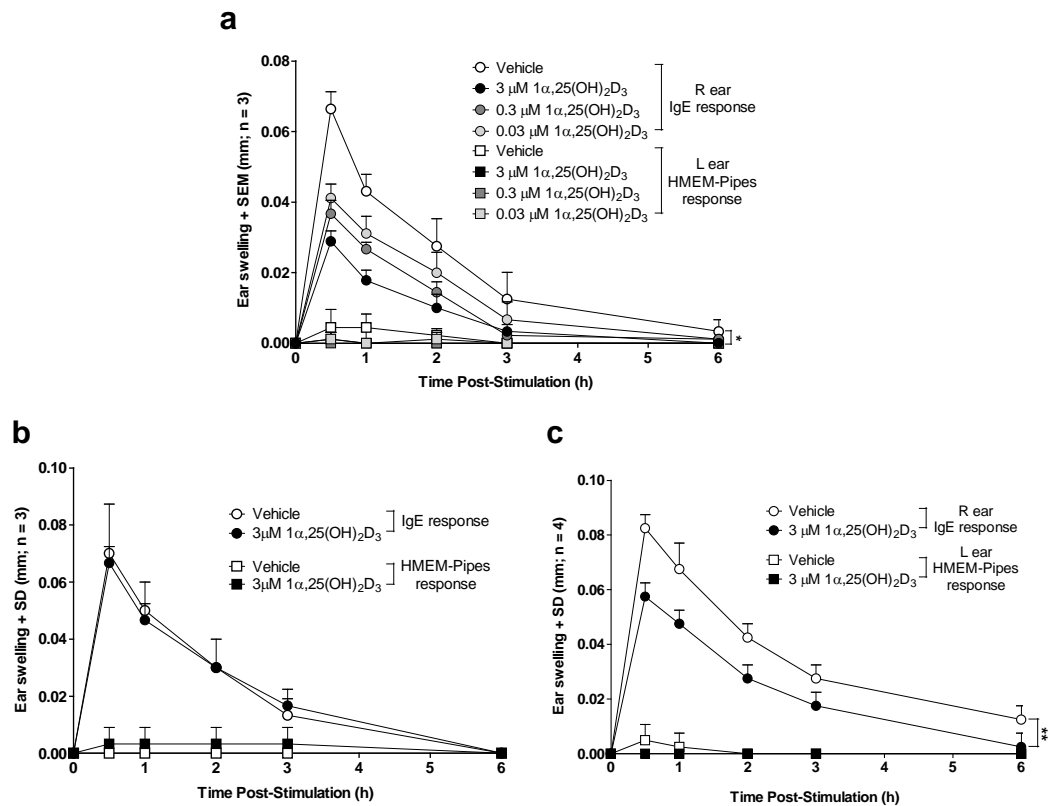 a
Ear swelling + SEM (mm; n = 3)
0.08
0.06
0.04
0.02
0.00
0 1 2 3 4 5 6
Time Post-Stimulation (h)
Vehicle
3 μM 1α,25(OH)2D3
0.3 μM 1α,25(OH)2D3
0.03 μM 1α,25(OH)2D3
R ear
IgE response
Vehicle
3 μM 1α,25(OH)2D3
0.3 μM 1α,25(OH)2D3
0.03 μM 1α,25(OH)2D3
L ear
HMEM-Pipes
response
*
b
Ear swelling + SD (mm; n = 3)
0.10
0.08
0.06
0.04
0.02
0.00
0 1 2 3 4 5 6
Time Post-Stimulation (h)
Vehicle
3μM 1α,25(OH)2D3
IgE response
Vehicle
3μM 1α,25(OH)2D3
HMEM-Pipes
response
c
Ear swelling + SD (mm; n = 4)
0.10
0.08
0.06
0.04
0.02
0.00
0 1 2 3 4 5 6
Time Post-Stimulation (h)
Vehicle
3 μM 1α,25(OH)2D3
R ear
IgE response
Vehicle
3 μM 1α,25(OH)2D3
L ear
HMEM-Pipes
response
**